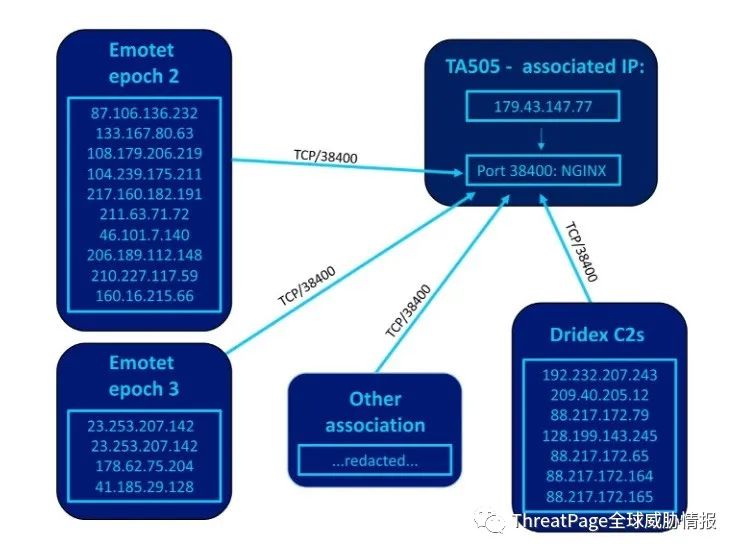 Emotet
epoch 2
87.106.136.232
133.167.80.63
108.179.206.219
104.239.175.211
217.160.182.191
211.63.71.72
46.101.7.140
206.189.112.148
210.227.117.59
160.16.215.66
TCP/38400
TA505 - associated IP:
179.43.147.77
Port 38400: NGINX
TCP/38400
TCP/38400
TCP/38400
Emotet
epoch 3
23.253.207.142
23.253.207.142
178.62.75.204
41.185.29.128
Other
association
...redacted...
Dridex C2s
192.232.207.243
209.40.205.12
88.217.172.79
128.199.143.245
88.217.172.65
88.217.172.164
88.217.172.165
ThreatPage全球威胁情报